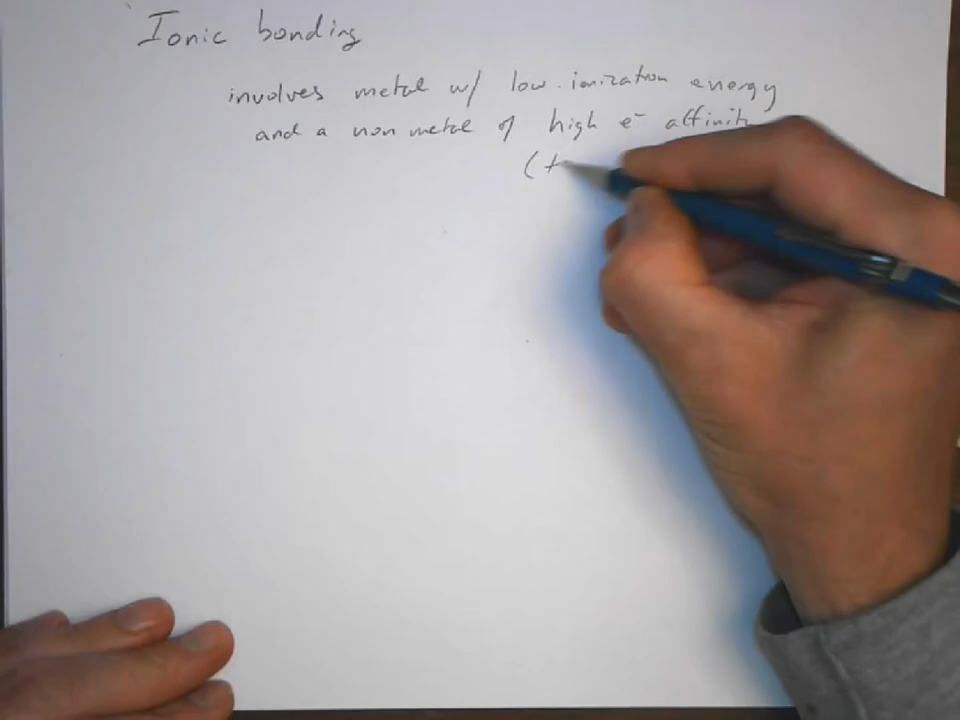 Ionic bonding
involves metal w/ low ionization energy
and a non metal of high e⁻ affinity
(t